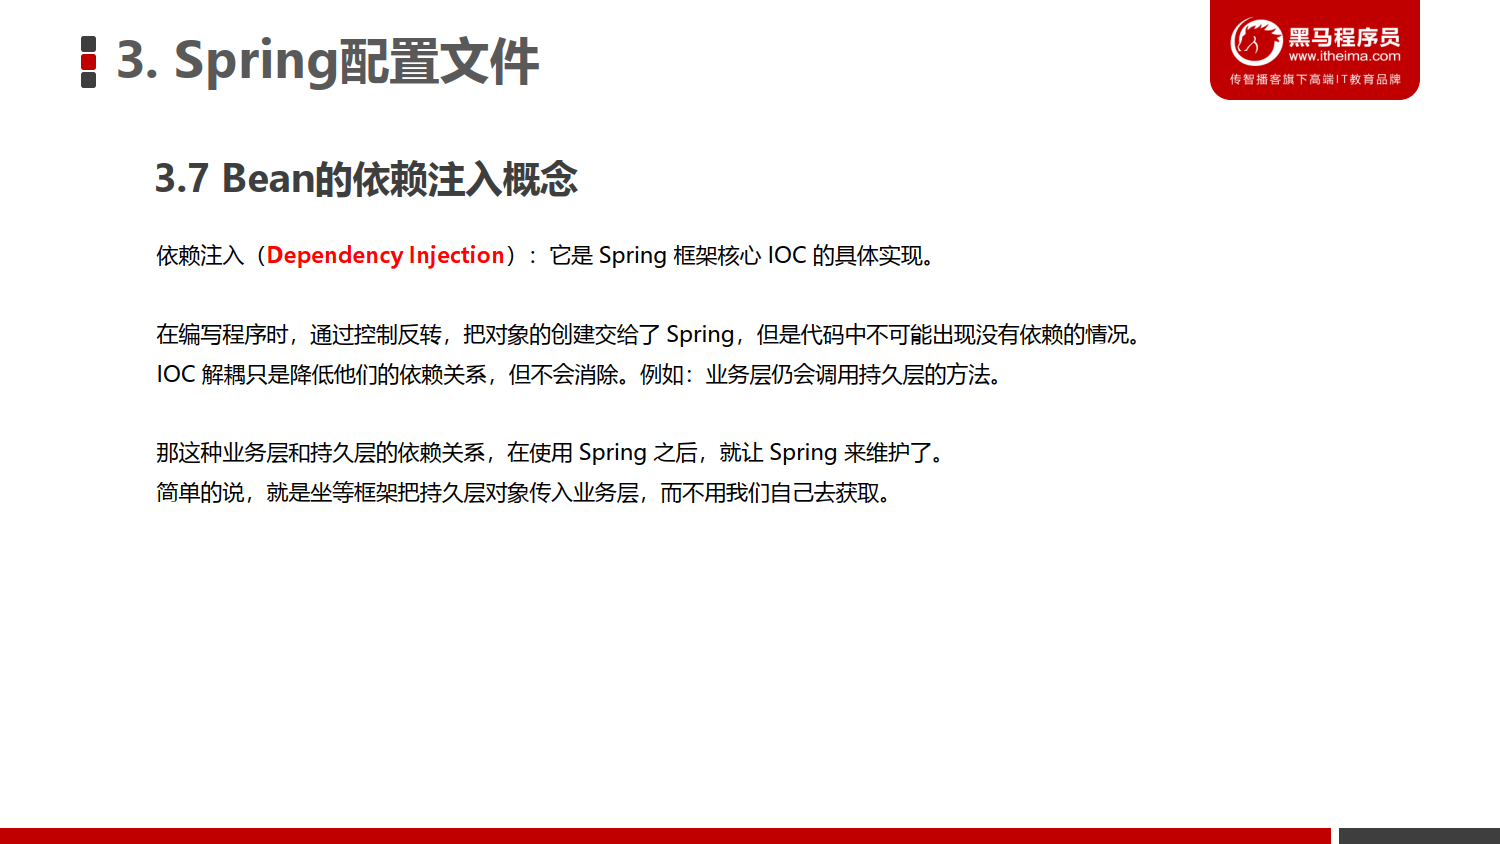 3. Spring配置文件
黑马程序员
www.itheima.com
传智播客旗下高端IT教育品牌
3.7 Bean的依赖注入概念
依赖注入（Dependency Injection）：它是 Spring 框架核心 IOC 的具体实现。
在编写程序时，通过控制反转，把对象的创建交给了 Spring，但是代码中不可能出现没有依赖的情况。
IOC 解耦只是降低他们的依赖关系，但不会消除。例如：业务层仍会调用持久层的方法。
那这种业务层和持久层的依赖关系，在使用 Spring 之后，就让 Spring 来维护了。
简单的说，就是坐等框架把持久层对象传入业务层，而不用我们自己去获取。